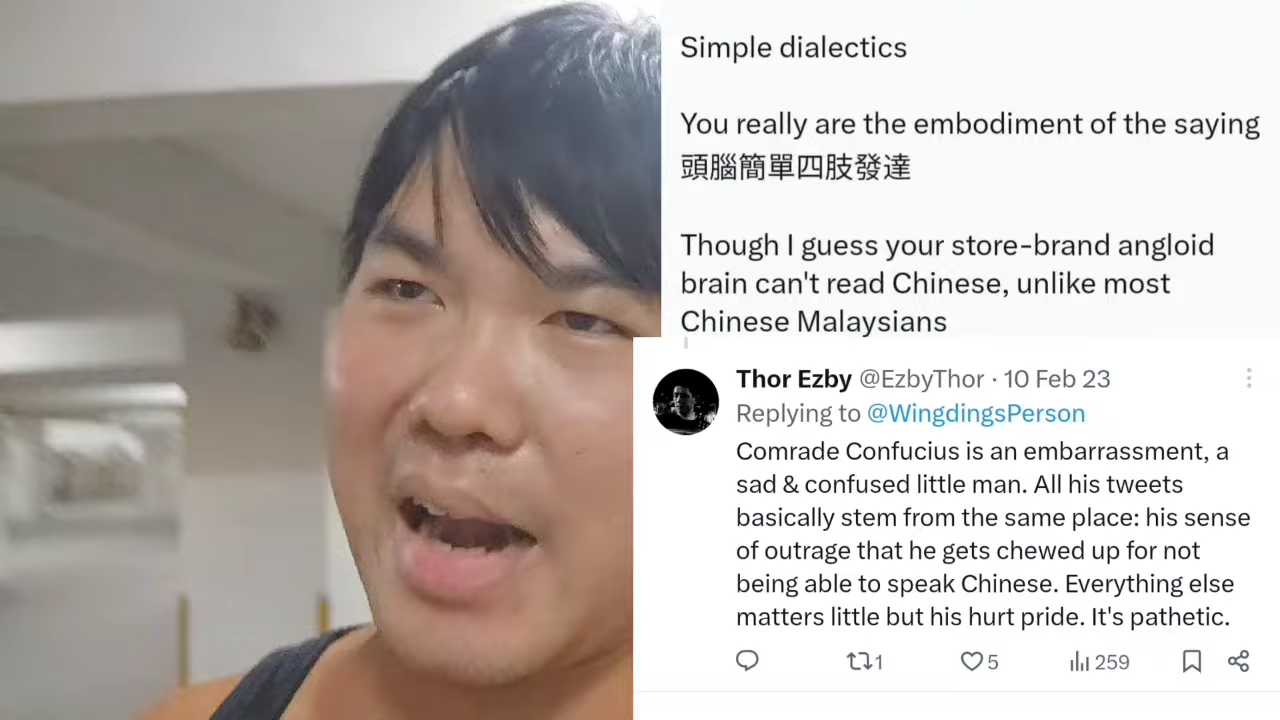 Simple dialectics
You really are the embodiment of the saying
頭腦簡單四肢發達
Though I guess your store-brand angloid
brain can't read Chinese, unlike most
Chinese Malaysians
Thor Ezby @EzbyThor · 10 Feb 23
Replying to @WingdingsPerson
Comrade Confucius is an embarrassment, a
sad & confused little man. All his tweets
basically stem from the same place: his sense
of outrage that he gets chewed up for not
being able to speak Chinese. Everything else
matters little but his hurt pride. It's pathetic.
1 5 259